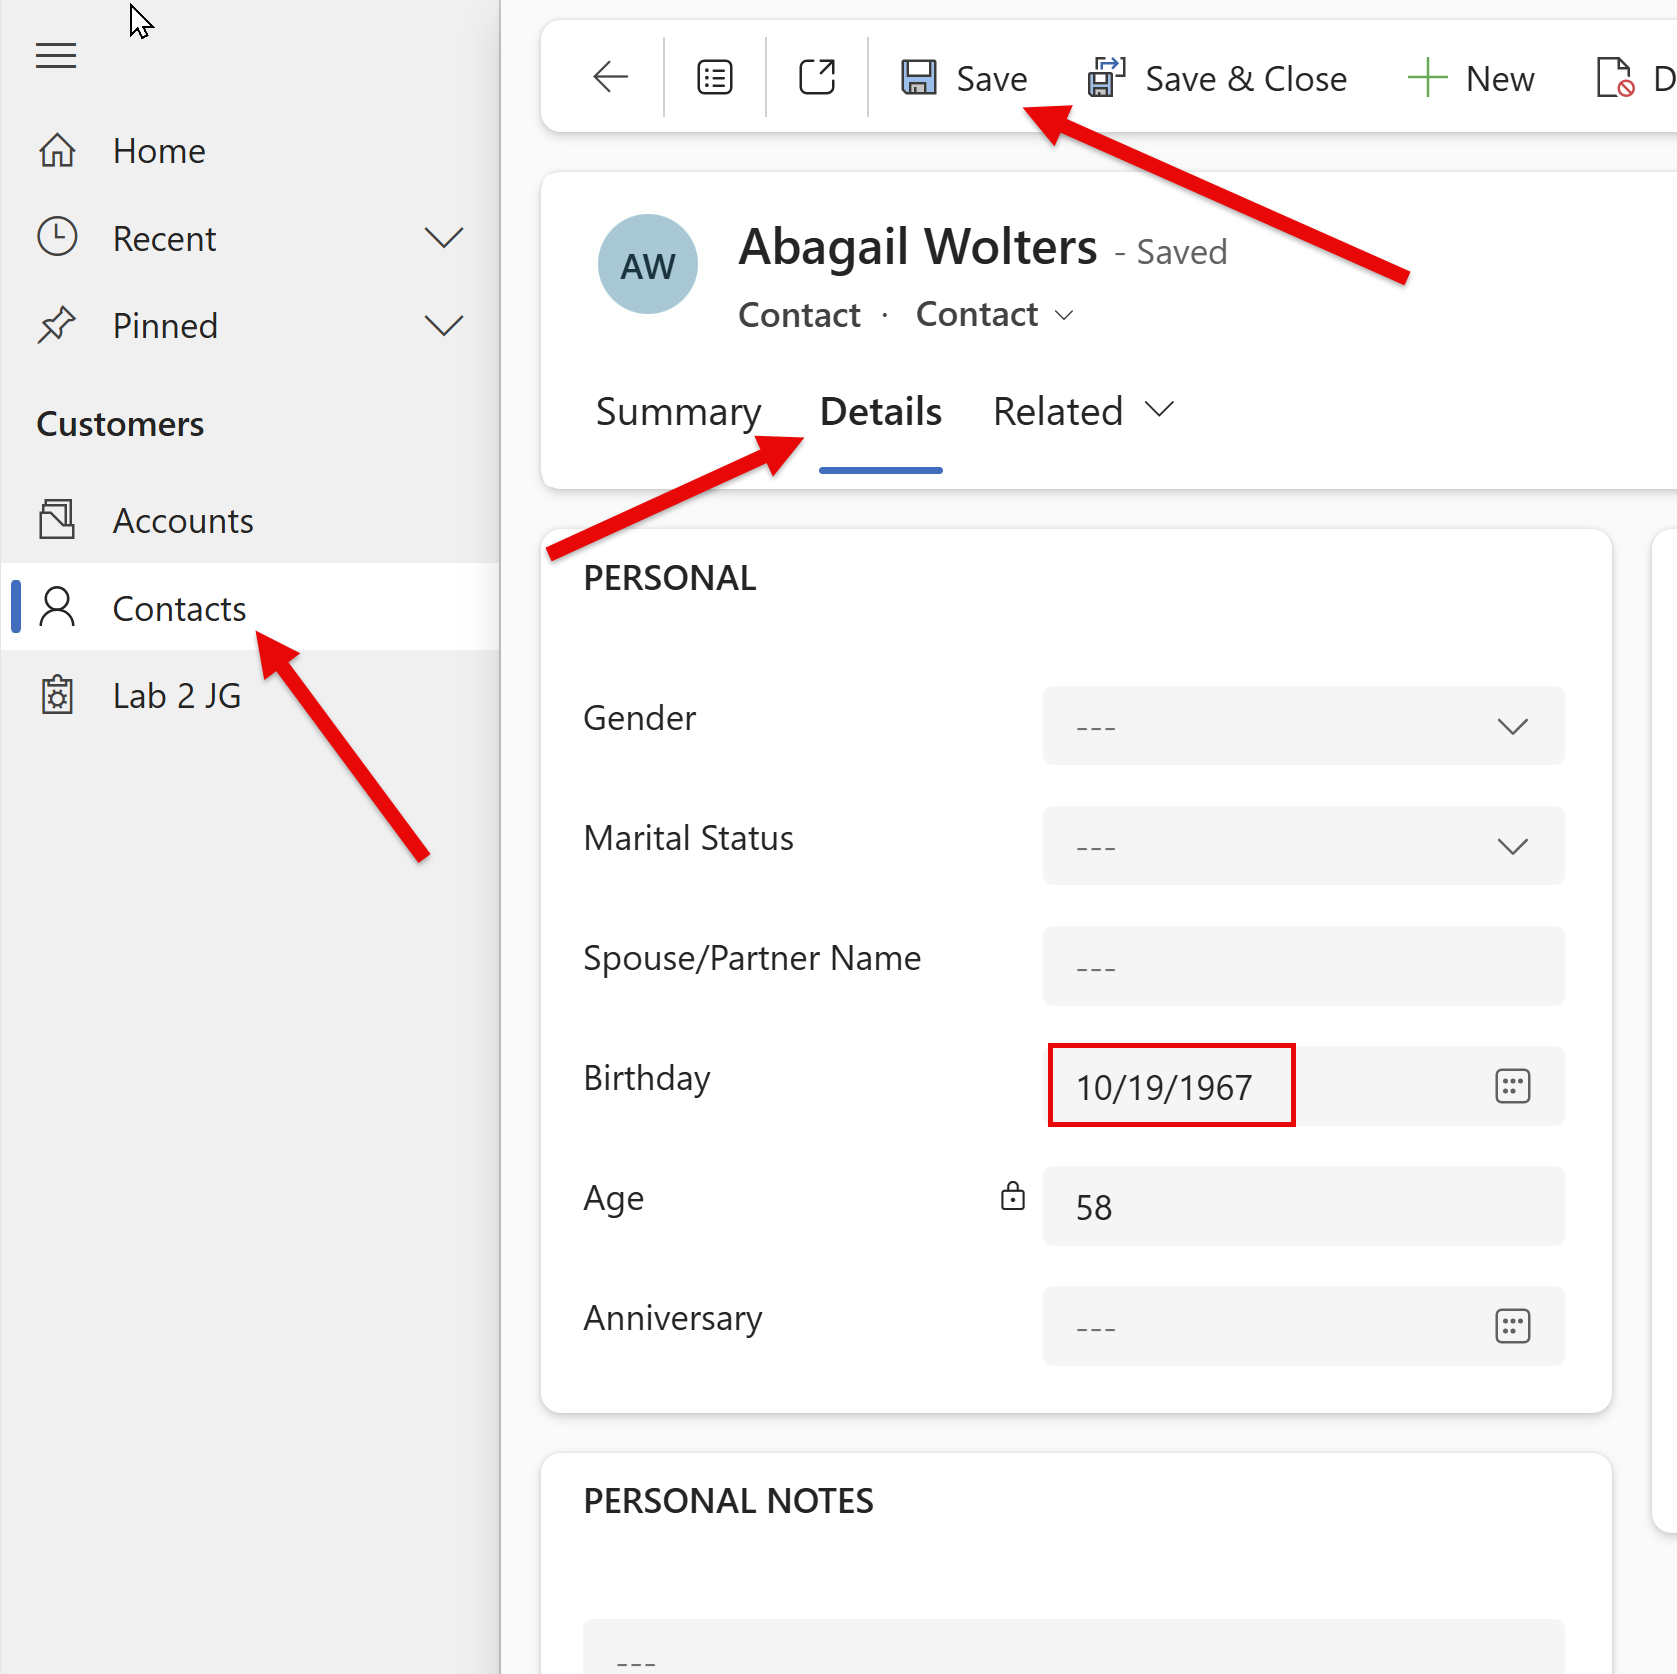 Home
Recent
Pinned
Customers
Accounts
Contacts
Lab 2 JG
Save
Save & Close
New
D
AW
Abagail Wolters - Saved
Contact · Contact
Summary
Details
Related
PERSONAL
Gender
---
Marital Status
---
Spouse/Partner Name
---
Birthday
10/19/1967
Age
58
Anniversary
---
PERSONAL NOTES
---